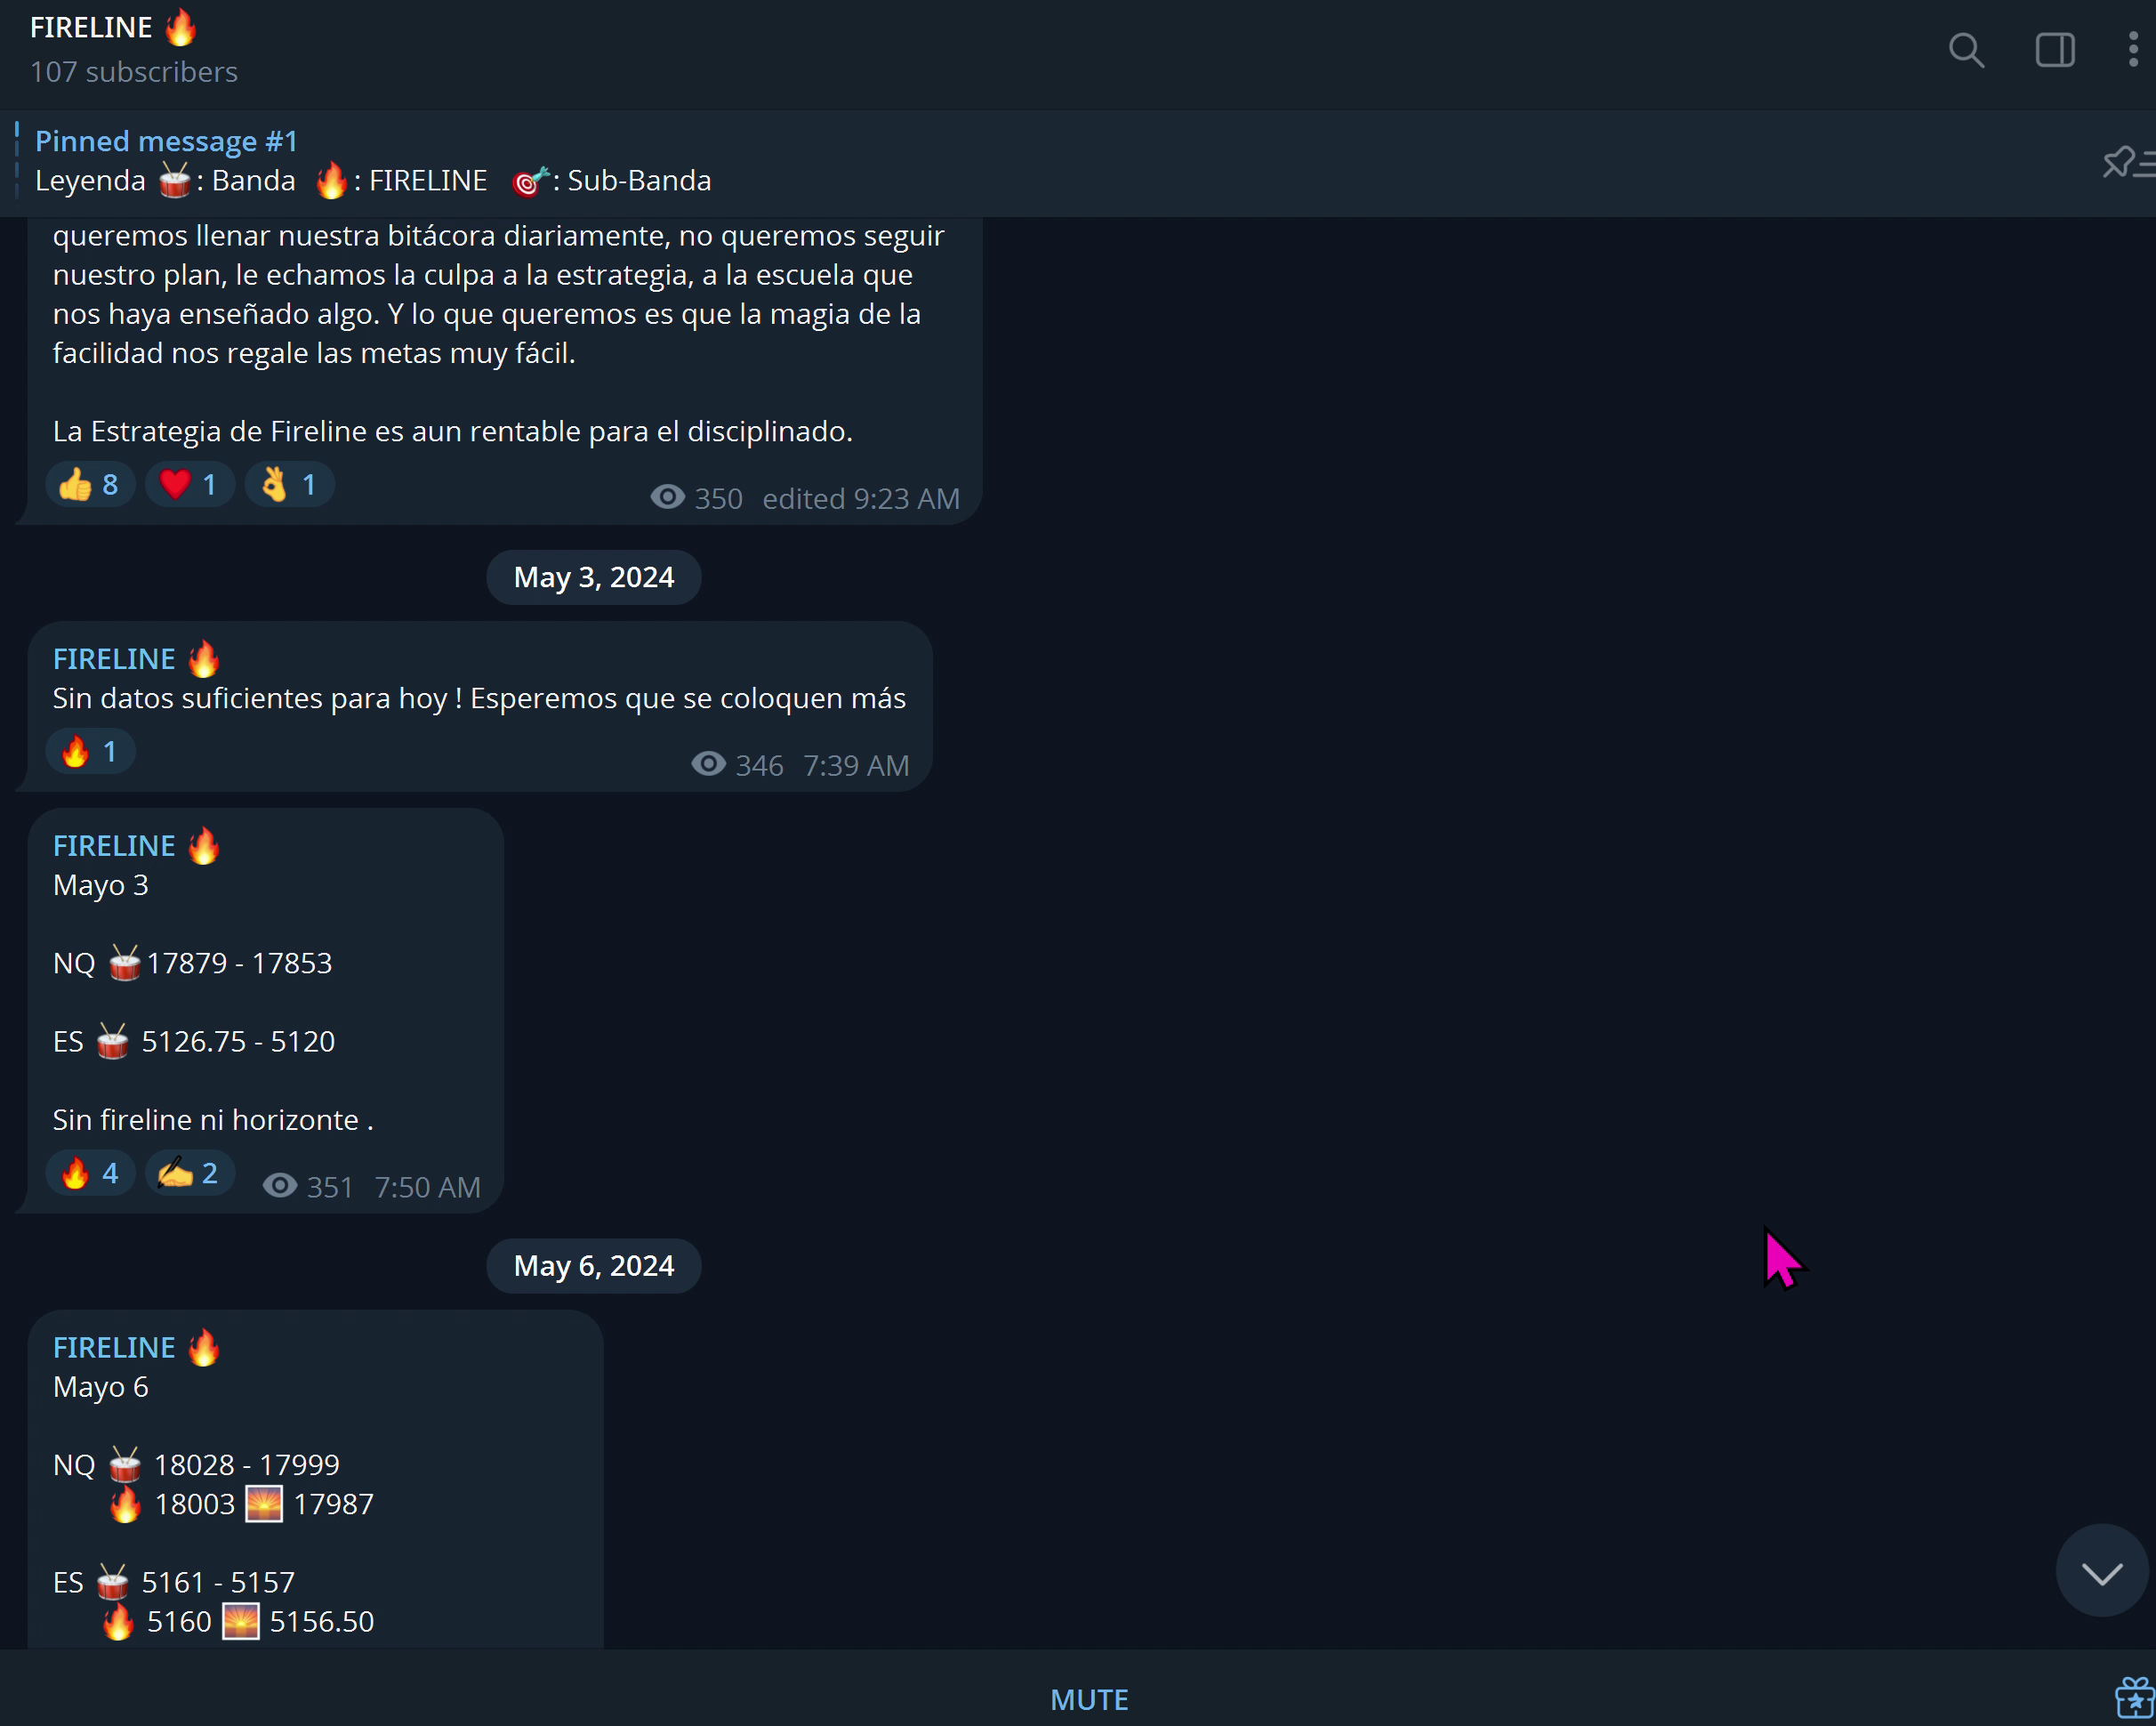 FIRELINE 🔥
107 subscribers
Pinned message #1
Leyenda 🥁: Banda 🔥: FIRELINE 🎯: Sub-Banda
queremos llenar nuestra bitácora diariamente, no queremos seguir
nuestro plan, le echamos la culpa a la estrategia, a la escuela que
nos haya enseñado algo. Y lo que queremos es que la magia de la
facilidad nos regale las metas muy fácil.
La Estrategia de Fireline es aun rentable para el disciplinado.
👍 8 ❤️ 1 👌 1 350 edited 9:23 AM
May 3, 2024
FIRELINE 🔥
Sin datos suficientes para hoy ! Esperemos que se coloquen más
🔥 1 346 7:39 AM
FIRELINE 🔥
Mayo 3
NQ 🥁17879 - 17853
ES 🥁 5126.75 - 5120
Sin fireline ni horizonte .
🔥 4 ✍️ 2 351 7:50 AM
May 6, 2024
FIRELINE 🔥
Mayo 6
NQ 🥁 18028 - 17999
🔥 18003 🌅 17987
ES 🥁 5161 - 5157
🔥 5160 🌅 5156.50
MUTE